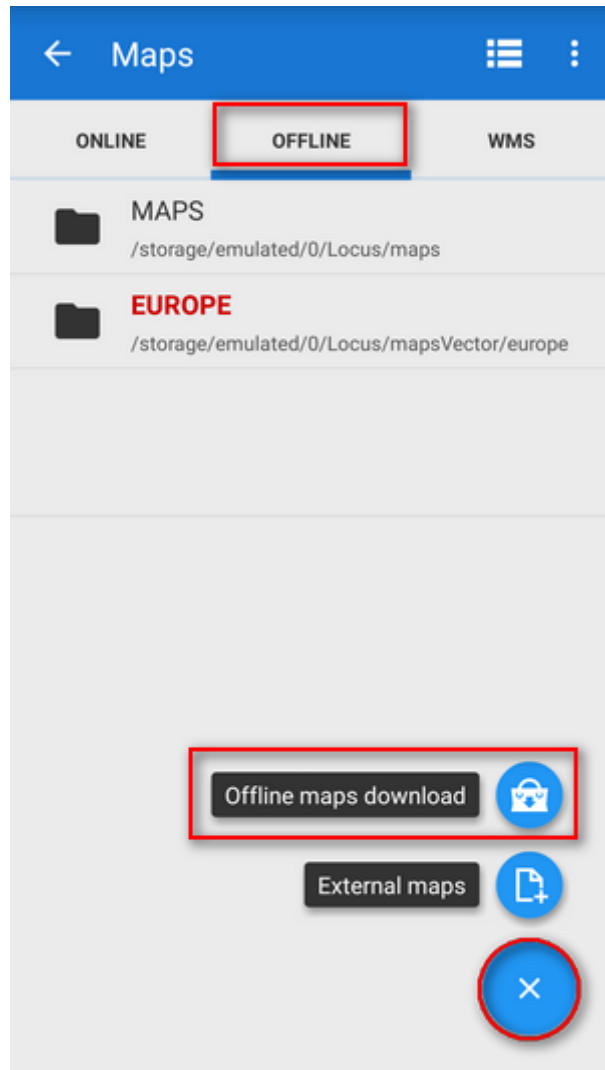 Maps
ONLINE OFFLINE WMS
MAPS
/storage/emulated/0/Locus/maps
EUROPE
/storage/emulated/0/Locus/mapsVector/europe
Offline maps download
External maps